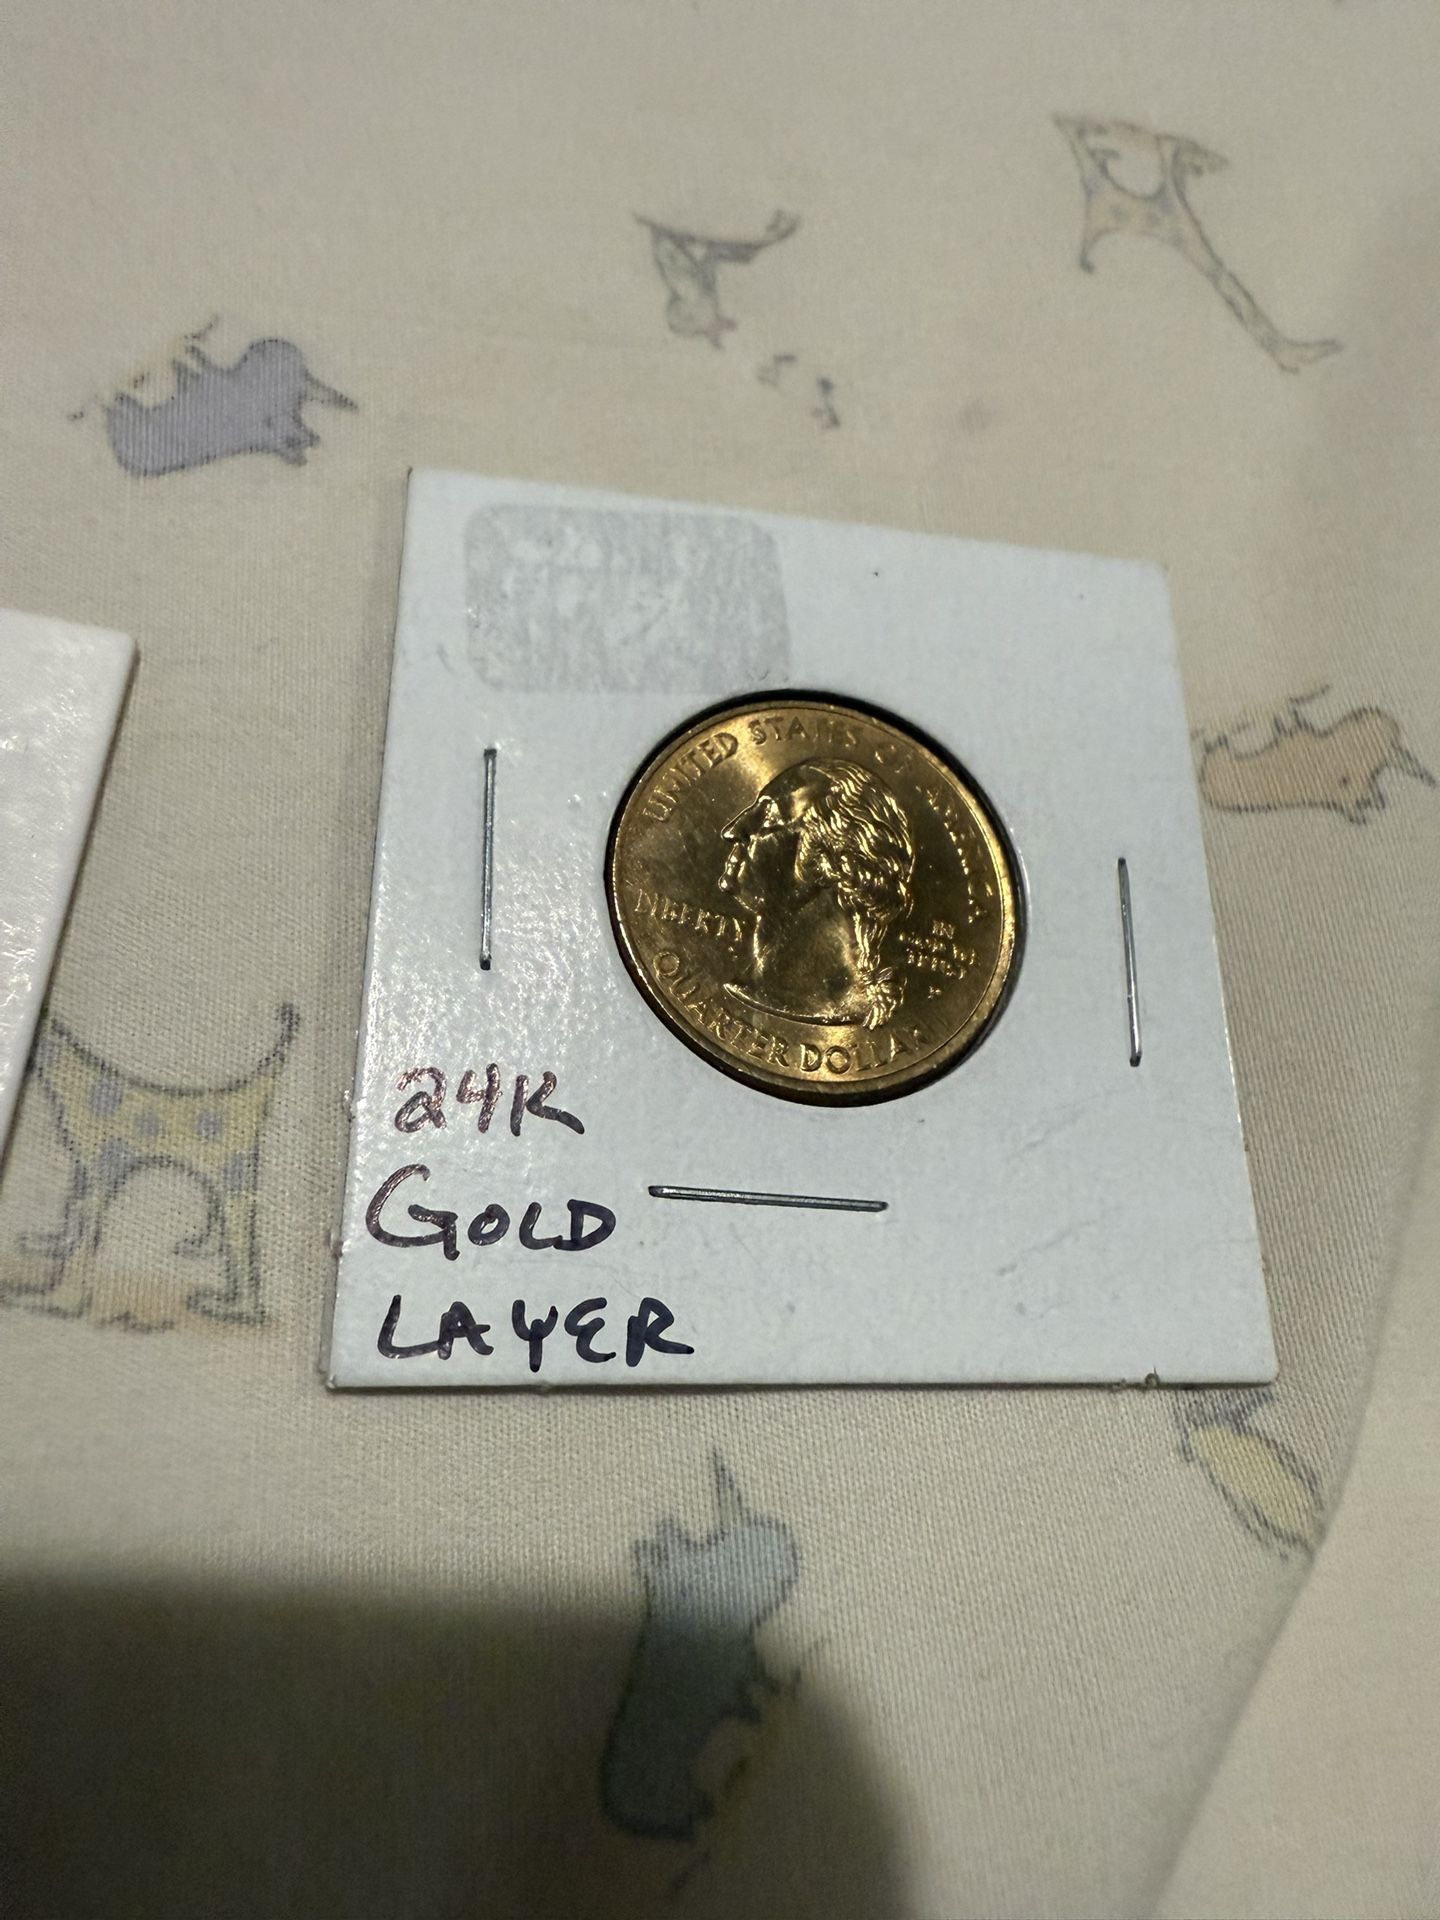 UNITED STATES OF AMERICA
LIBERTY
IN
GOD WE
TRUST
QUARTER DOLLAR
24K
GOLD
LAYER